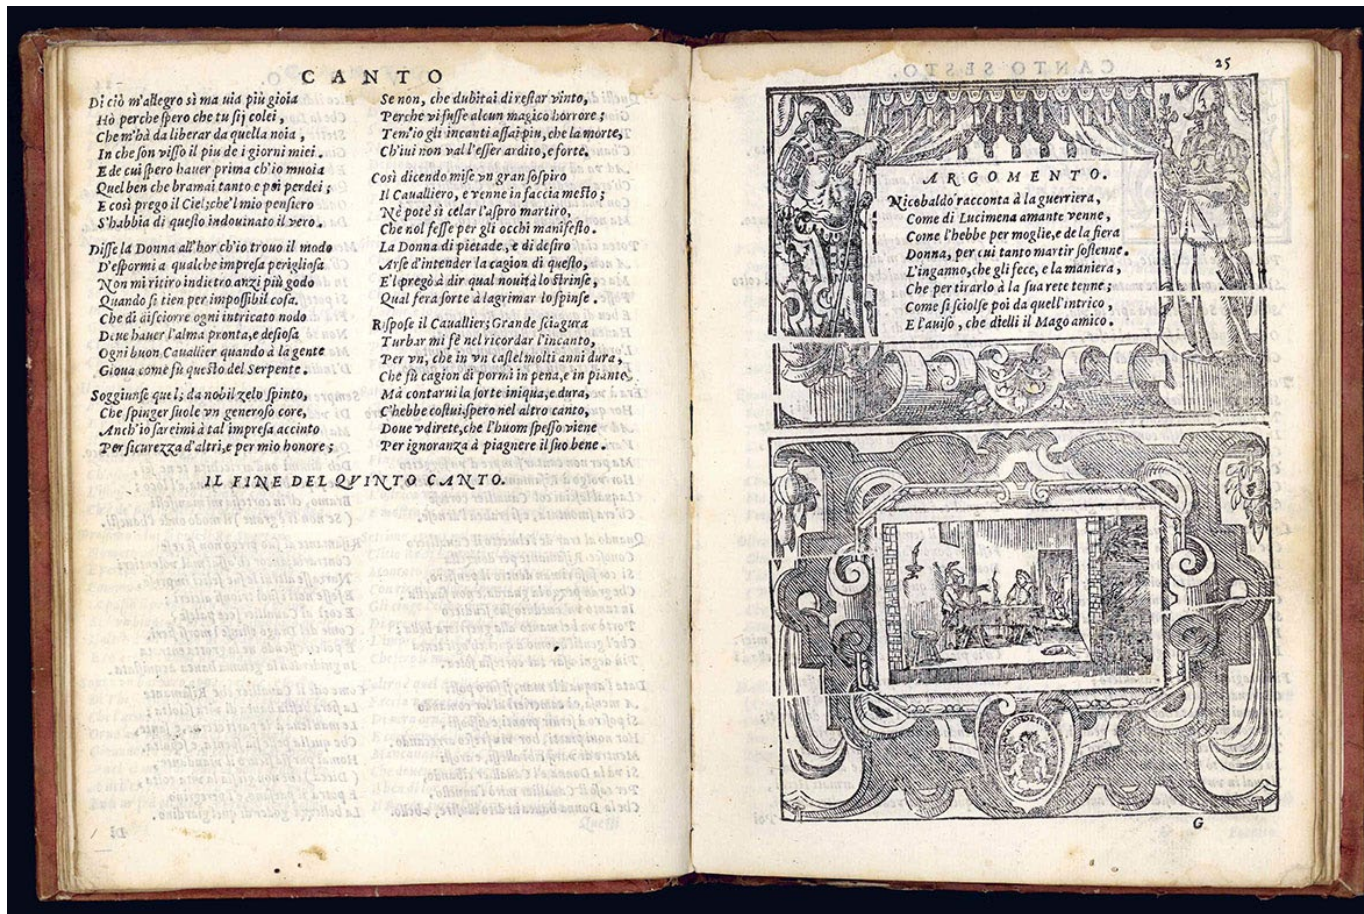 CANTO
Di ciò m'allegro sì ma uia più gioia
Hò perche spero che tu sij colei,
Che m'hà da liberar da quella noia,
In che son visso il piu de i giorni miei.
E de cui spero hauer prima ch'io muoia
Quel ben che bramai tanto e poi perdei;
E così prego il Ciel; che'l mio pensiero
S'habbia di questo indouinato il vero.
Disse la Donna all'hor ch'io trouo il modo
D'espormi a qualche impresa perigliosa
Non mi ritiro indietro anzi più godo
Quando si tien per impossibil cosa.
Che di disciorre ogni intricato nodo
Deue hauer l'alma pronta, e desiosa
Ogni buon Cauallier quando à la gente
Gioua come fù questo del Serpente.
Soggiunse quel; da nobil zelo spinto,
Che spinger suole vn generoso core,
Anch'io sarei mi à tal impresa accinto
Per sicurezza d'altri, e per mio honore;
Se non, che dubitai di restar vinto,
Perche vi fusse alcun magico horrore;
Tem'io gli incanti assai piu, che la morte,
Ch'iui non val l'esser ardito, e forte.
Così dicendo mise vn gran sospiro
Il Caualliero, e venne in faccia mesto;
Nè potè sì celar l'aspro martiro,
Che nol fesse per gli occhi manifesto.
La Donna di pietade, e di desiro
Arse d'intender la cagion di questo,
E'l pregò à dir qual nouità lo strinse,
Qual fera sorte à lagrimar lo spinse.
Rispose il Cauallier; Grande sciagura
Turbar mi fè nel ricordar l'incanto,
Per vn, che in vn castel molti anni dura,
Che fù cagion di pormi in pena, e in pianto,
Mà contarui la sorte iniqua, e dura,
C'hebbe costui spero nel altro canto,
Doue vdirete, che l'huom spesso viene
Per ignoranza à piagnere il suo bene.
IL FINE DEL QVINTO CANTO.
25
ARGOMENTO.
Nicobaldo racconta à la guerriera,
Come di Lucimena amante venne,
Come l'hebbe per moglie, e de la fiera
Donna, per cui tanto martir sostenne.
L'inganno, che gli fece, e la maniera,
Che per tirarlo à la sua rete tenne;
Come si sciolse poi da quell'intrico,
E l'auiso, che dielli il Mago amico.
G